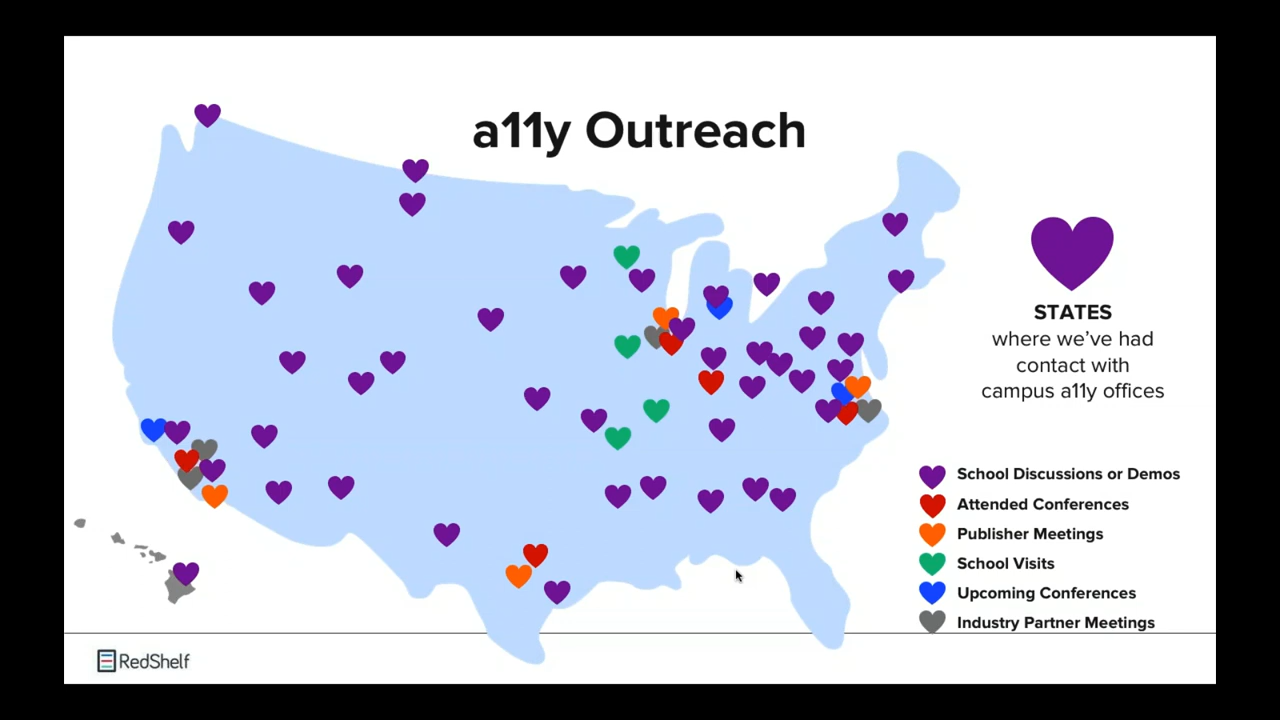 a11y Outreach
STATES
where we’ve had
contact with
campus a11y offices
School Discussions or Demos
Attended Conferences
Publisher Meetings
School Visits
Upcoming Conferences
Industry Partner Meetings
RedShelf